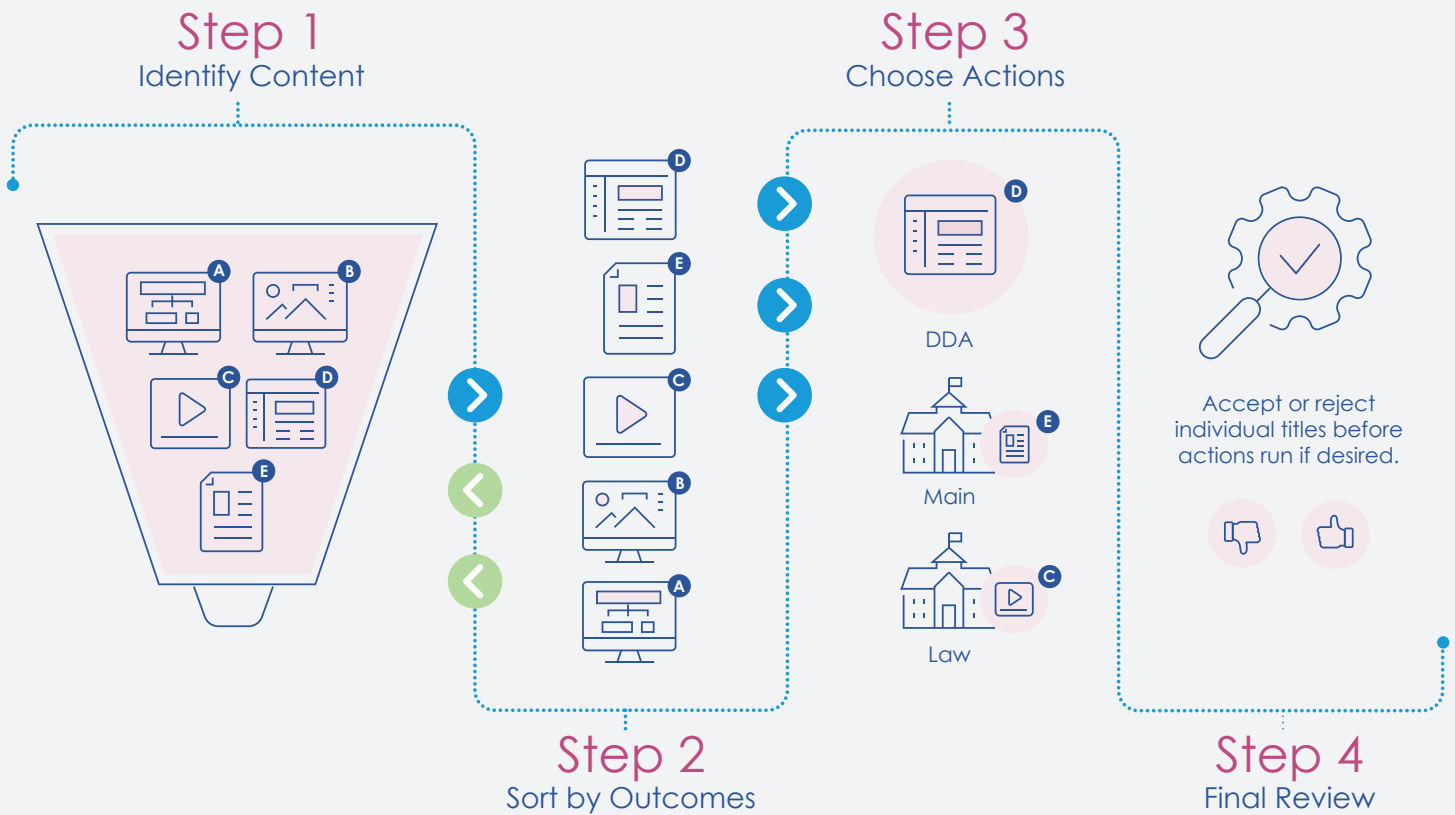 Step 1
Identify Content
A
B
C
D
E
D
E
C
B
A
Step 2
Sort by Outcomes
Step 3
Choose Actions
D
DDA
E
Main
C
Law
Accept or reject
individual titles before
actions run if desired.
Step 4
Final Review